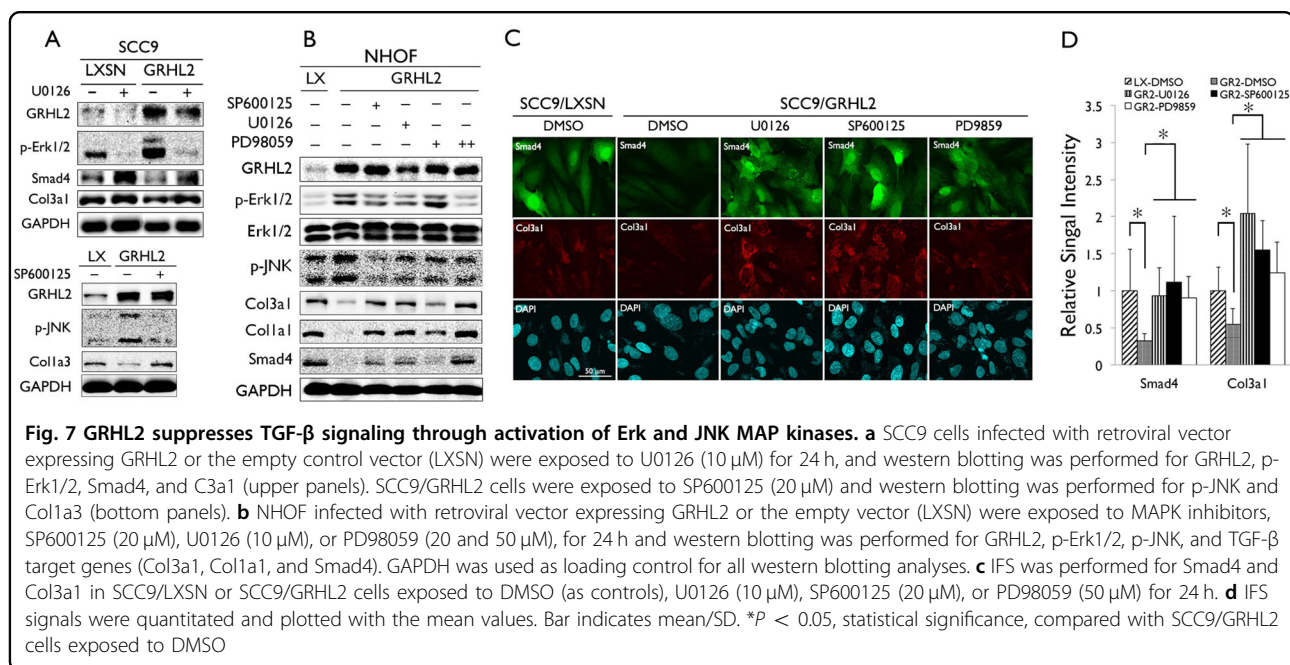 A
SCC9
LXSN GRHL2
U0126 – + – +
GRHL2
p-Erk1/2
Smad4
Col3a1
GAPDH
LX GRHL2
SP600125 – – +
GRHL2
p-JNK
Col1a3
GAPDH
B
NHOF
LX GRHL2
SP600125 – – + – – –
U0126 – – – + – –
PD98059 – – – – + ++
GRHL2
p-Erk1/2
Erk1/2
p-JNK
Col3a1
Col1a1
Smad4
GAPDH
C
SCC9/LXSN SCC9/GRHL2
DMSO DMSO U0126 SP600125 PD9859
Smad4 Smad4 Smad4 Smad4 Smad4
Col3a1 Col3a1 Col3a1 Col3a1 Col3a1
DAPI DAPI DAPI DAPI DAPI
50 µm
D
LX-DMSO GR2-DMSO
GR2-U0126 GR2-SP600125
GR2-PD9859
Relative Singal Intensity
3.5
3
2.5
2
1.5
1
0.5
0
* * * *
Smad4 Col3a1
Fig. 7 GRHL2 suppresses TGF-β signaling through activation of Erk and JNK MAP kinases. a SCC9 cells infected with retroviral vector
expressing GRHL2 or the empty control vector (LXSN) were exposed to U0126 (10 µM) for 24 h, and western blotting was performed for GRHL2, p-
Erk1/2, Smad4, and C3a1 (upper panels). SCC9/GRHL2 cells were exposed to SP600125 (20 µM) and western blotting was performed for p-JNK and
Col1a3 (bottom panels). b NHOF infected with retroviral vector expressing GRHL2 or the empty vector (LXSN) were exposed to MAPK inhibitors,
SP600125 (20 µM), U0126 (10 µM), or PD98059 (20 and 50 µM), for 24 h and western blotting was performed for GRHL2, p-Erk1/2, p-JNK, and TGF-β
target genes (Col3a1, Col1a1, and Smad4). GAPDH was used as loading control for all western blotting analyses. c IFS was performed for Smad4 and
Col3a1 in SCC9/LXSN or SCC9/GRHL2 cells exposed to DMSO (as controls), U0126 (10 µM), SP600125 (20 µM), or PD98059 (50 µM) for 24 h. d IFS
signals were quantitated and plotted with the mean values. Bar indicates mean/SD. *P < 0.05, statistical significance, compared with SCC9/GRHL2
cells exposed to DMSO